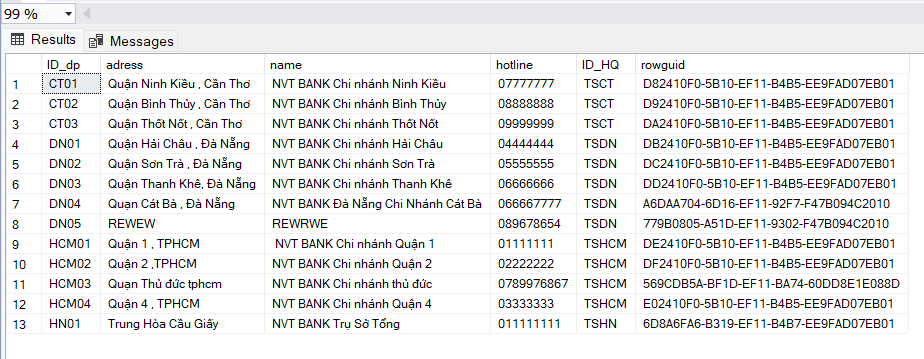 99 %
Results Messages
ID_dp adress name hotline ID_HQ rowguid
1 CT01 Quận Ninh Kiều , Cần Thơ NVT BANK Chi nhánh Ninh Kiều 07777777 TSCT D82410F0-5B10-EF11-B4B5-EE9FAD07EB01
2 CT02 Quận Bình Thủy , Cần Thơ NVT BANK Chi nhánh Bình Thủy 08888888 TSCT D92410F0-5B10-EF11-B4B5-EE9FAD07EB01
3 CT03 Quận Thốt Nốt , Cần Thơ NVT BANK Chi nhánh Thốt Nốt 09999999 TSCT DA2410F0-5B10-EF11-B4B5-EE9FAD07EB01
4 DN01 Quận Hải Châu , Đà Nẵng NVT BANK Chi nhánh Hải Châu 04444444 TSDN DB2410F0-5B10-EF11-B4B5-EE9FAD07EB01
5 DN02 Quận Sơn Trà , Đà Nẵng NVT BANK Chi nhánh Sơn Trà 05555555 TSDN DC2410F0-5B10-EF11-B4B5-EE9FAD07EB01
6 DN03 Quận Thanh Khê, Đà Nẵng NVT BANK Chi nhánh Thanh Khê 06666666 TSDN DD2410F0-5B10-EF11-B4B5-EE9FAD07EB01
7 DN04 Quạn Cát Bà , Đà Nẵng NVT BANK Đà Nẵng Chi Nhánh Cát Bà 066667777 TSDN A6DAA704-6D16-EF11-92F7-F47B094C2010
8 DN05 REWEW REWRWE 089678654 TSDN 779B0805-A51D-EF11-9302-F47B094C2010
9 HCM01 Quận 1 , TPHCM NVT BANK Chi nhánh Quận 1 01111111 TSHCM DE2410F0-5B10-EF11-B4B5-EE9FAD07EB01
10 HCM02 Quận 2 ,TPHCM NVT BANK Chi nhánh Quận 2 02222222 TSHCM DF2410F0-5B10-EF11-B4B5-EE9FAD07EB01
11 HCM03 Quạn Thủ đức tphcm NVT BANK Chi nhánh thủ đức 0789976867 TSHCM 569CDB5A-BF1D-EF11-BA74-60DD8E1E088D
12 HCM04 Quận 4 , TPHCM NVT BANK Chi nhánh Quận 4 03333333 TSHCM E02410F0-5B10-EF11-B4B5-EE9FAD07EB01
13 HN01 Trung Hòa Cầu Giấy NVT BANK Trụ Sở Tổng 011111111 TSHN 6D8A6FA6-B319-EF11-B4B7-EE9FAD07EB01